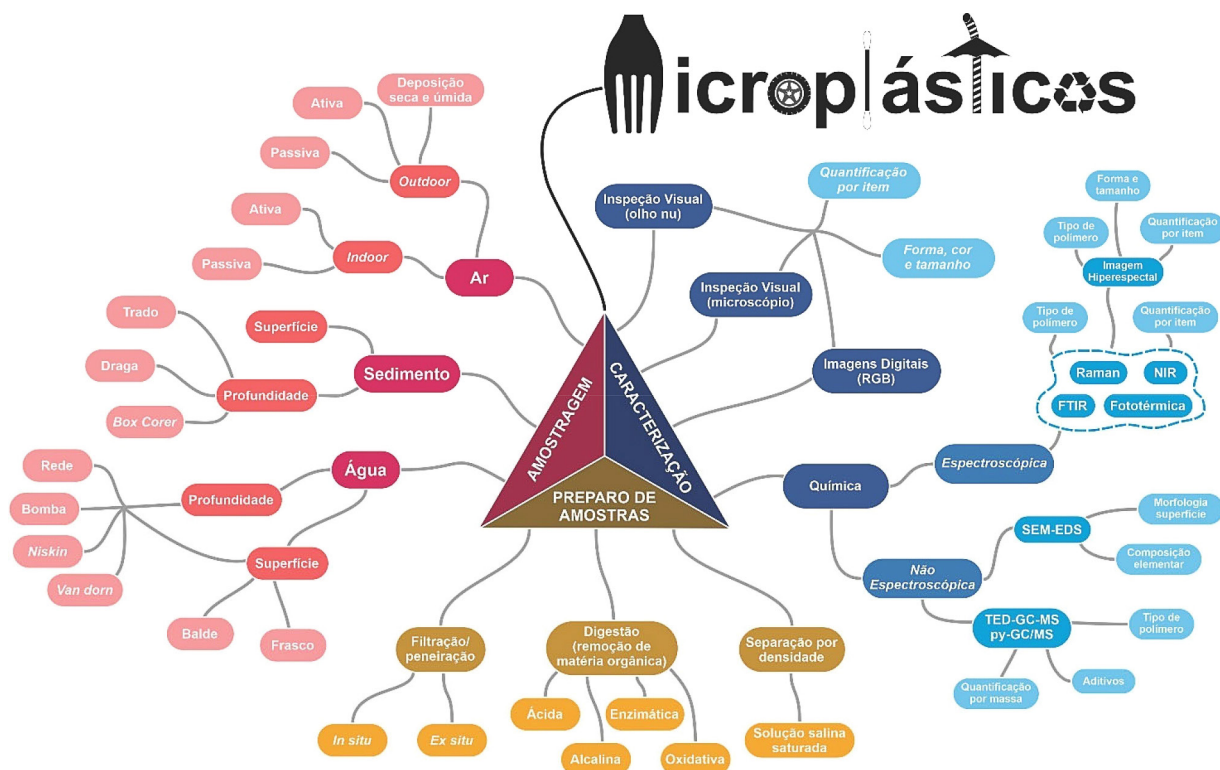 Microplásticos
Deposição
seca e úmida
Ativa
Passiva
Outdoor
Ativa
Passiva
Indoor
Ar
Trado
Superfície
Draga
Sedimento
Profundidade
Box Corer
Rede
Água
Profundidade
Bomba
Niskin
Superfície
Van dorn
Balde
Frasco
AMOSTRAGEM
CARACTERIZAÇÃO
PREPARO DE
AMOSTRAS
Inspeção Visual
(olho nu)
Quantificação
por item
Forma, cor
e tamanho
Inspeção Visual
(microscópio)
Imagens Digitais
(RGB)
Forma e
tamanho
Tipo de
polímero
Quantificação
por item
Imagem
Hiperespectal
Tipo de
polímero
Quantificação
por item
Raman
NIR
FTIR
Fototérmica
Química
Espectroscópica
Não
Espectroscópica
SEM-EDS
Morfologia
superfície
Composição
elementar
TED-GC-MS
py-GC/MS
Tipo de
polímero
Quantificação
por massa
Aditivos
Filtração/
peneiração
In situ
Ex situ
Digestão
(remoção de
matéria orgânica)
Ácida
Enzimática
Alcalina
Oxidativa
Separação por
densidade
Solução salina
saturada